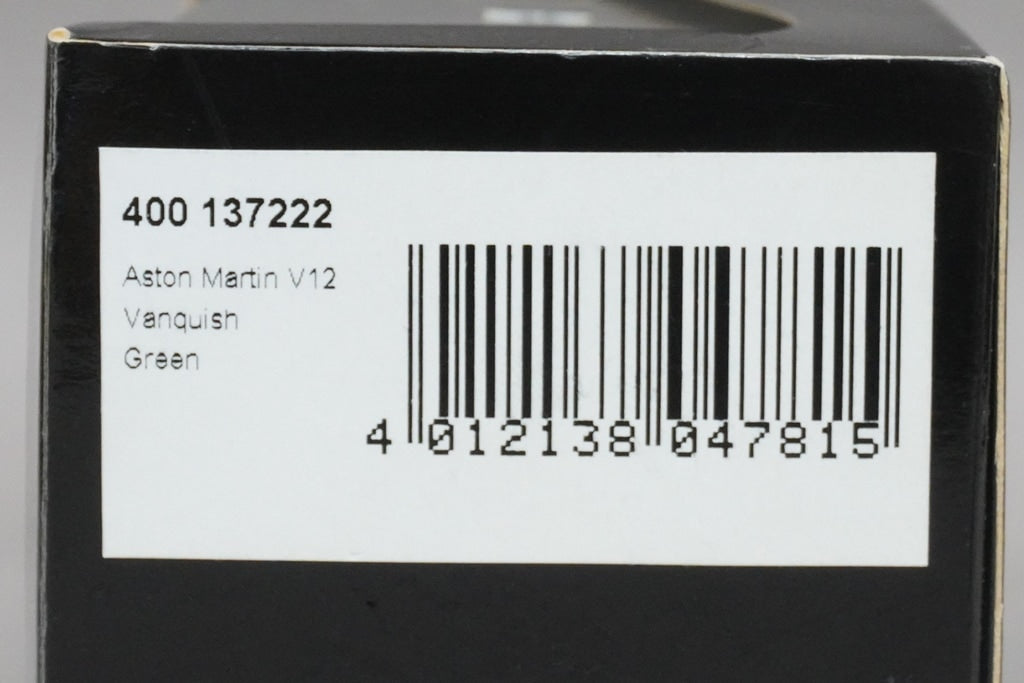 400 137222
Aston Martin V12
Vanquish
Green
4 012138 047815